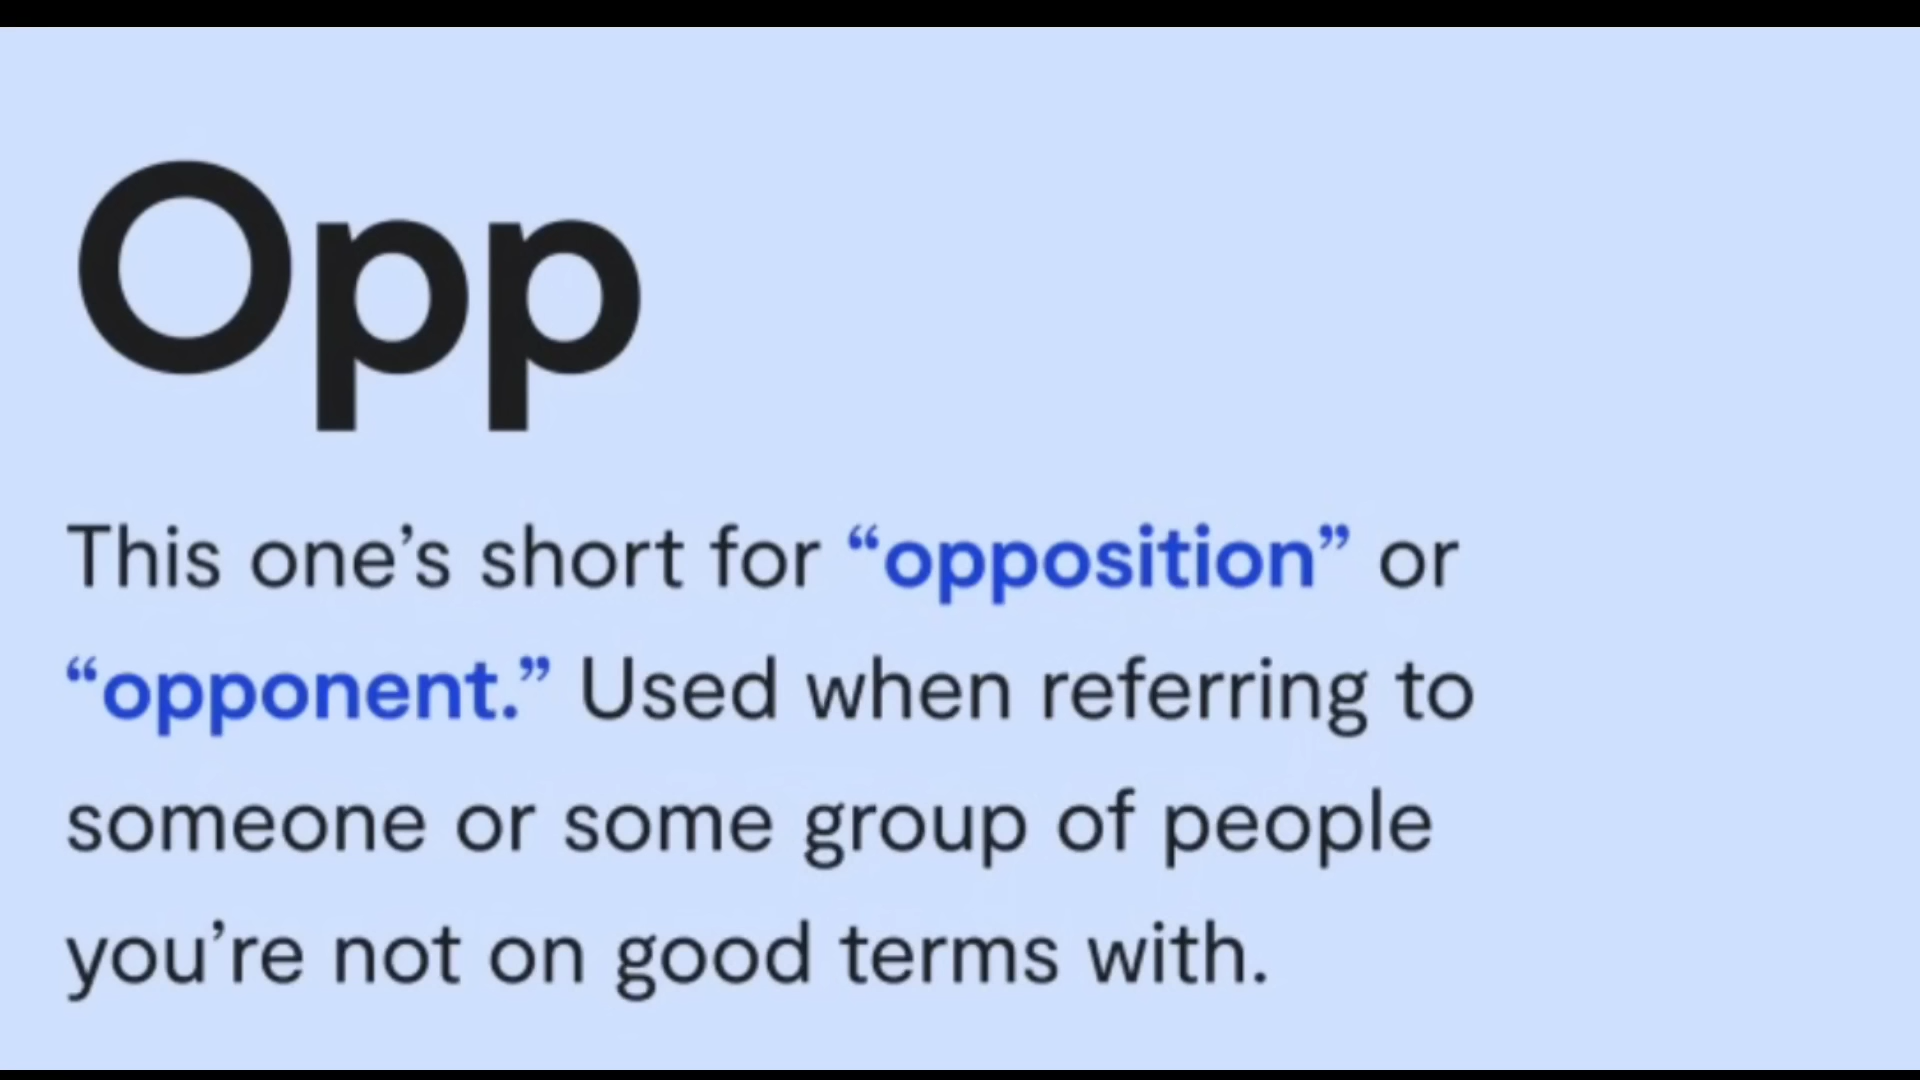 Opp
This one’s short for “opposition” or
“opponent.” Used when referring to
someone or some group of people
you’re not on good terms with.